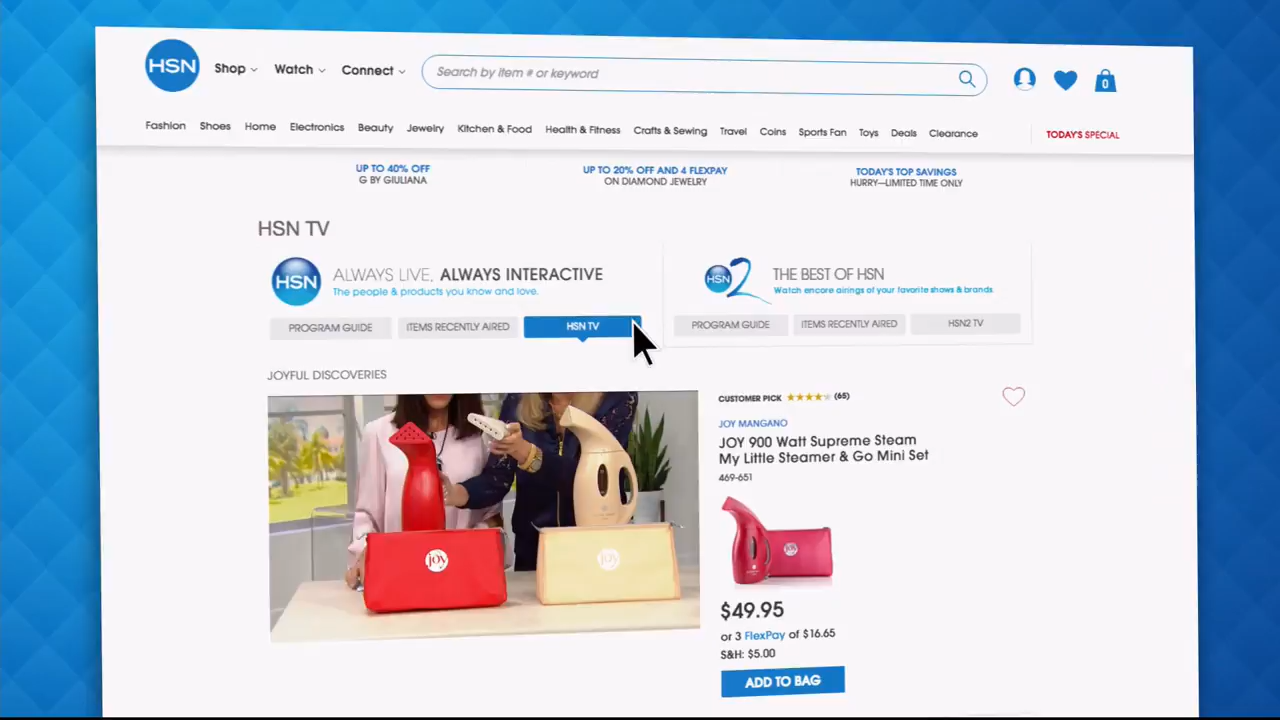 HSN
Shop
Watch
Connect
Search by item # or keyword
0
Fashion
Shoes
Home
Electronics
Beauty
Jewelry
Kitchen & Food
Health & Fitness
Crafts & Sewing
Travel
Coins
Sports Fan
Toys
Deals
Clearance
TODAY'S SPECIAL
UP TO 40% OFF
G BY GIULIANA
UP TO 20% OFF AND 4 FLEXPAY
ON DIAMOND JEWELRY
TODAY'S TOP SAVINGS
HURRY—LIMITED TIME ONLY
HSN TV
HSN
ALWAYS LIVE, ALWAYS INTERACTIVE
The people & products you know and love.
PROGRAM GUIDE
ITEMS RECENTLY AIRED
HSN TV
HSN2
THE BEST OF HSN
Watch encore airings of your favorite shows & brands
PROGRAM GUIDE
ITEMS RECENTLY AIRED
HSN2 TV
JOYFUL DISCOVERIES
joy
CUSTOMER PICK
(65)
JOY MANGANO
JOY 900 Watt Supreme Steam
My Little Steamer & Go Mini Set
469-651
joy
$49.95
or 3 FlexPay of $16.65
S&H: $5.00
ADD TO BAG